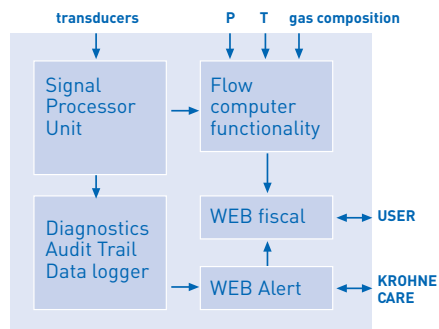 transducers
P
T
gas composition
Signal
Processor
Unit
Flow
computer
functionality
Diagnostics
Audit Trail
Data logger
WEB fiscal
USER
WEB Alert
KROHNE
CARE